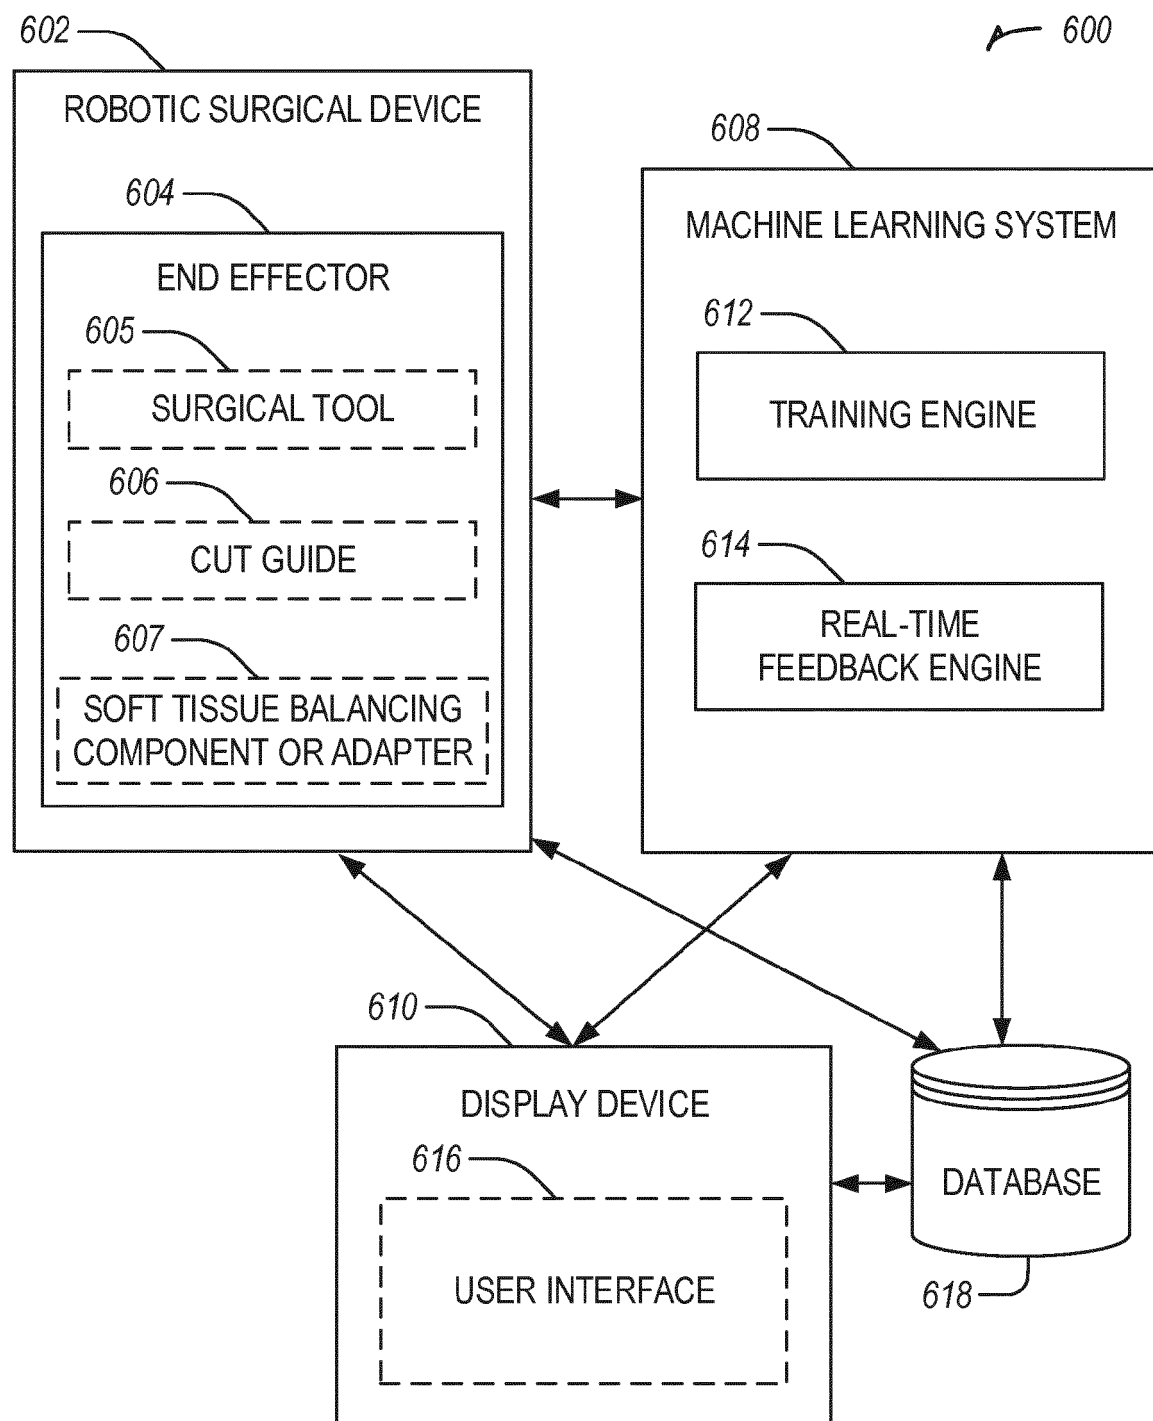 602
600
ROBOTIC SURGICAL DEVICE
608
604
MACHINE LEARNING SYSTEM
END EFFECTOR
605
612
SURGICAL TOOL
TRAINING ENGINE
606
CUT GUIDE
614
REAL-TIME
FEEDBACK ENGINE
607
SOFT TISSUE BALANCING
COMPONENT OR ADAPTER
610
DISPLAY DEVICE
616
DATABASE
USER INTERFACE
618